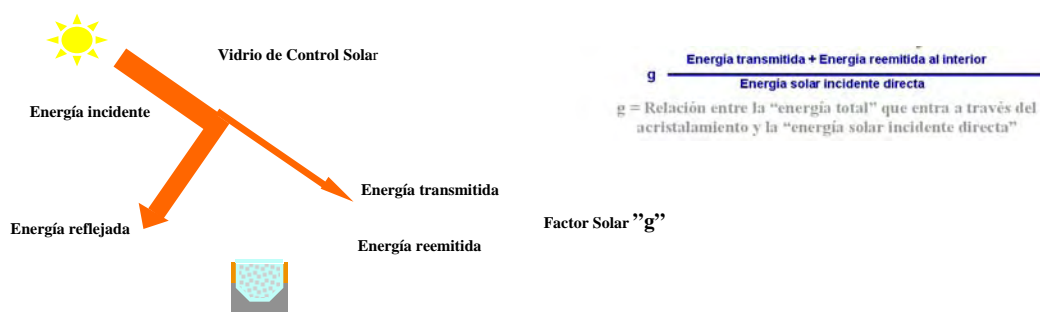 Vidrio de Control Solar
Energía incidente
Energía transmitida
Energía reflejada
Energía reemitida
Energía transmitida + Energía reemitida al interior
g
Energía solar incidente directa
g = Relación entre la “energía total” que entra a través del
acristalamiento y la “energía solar incidente directa”
Factor Solar ”g”